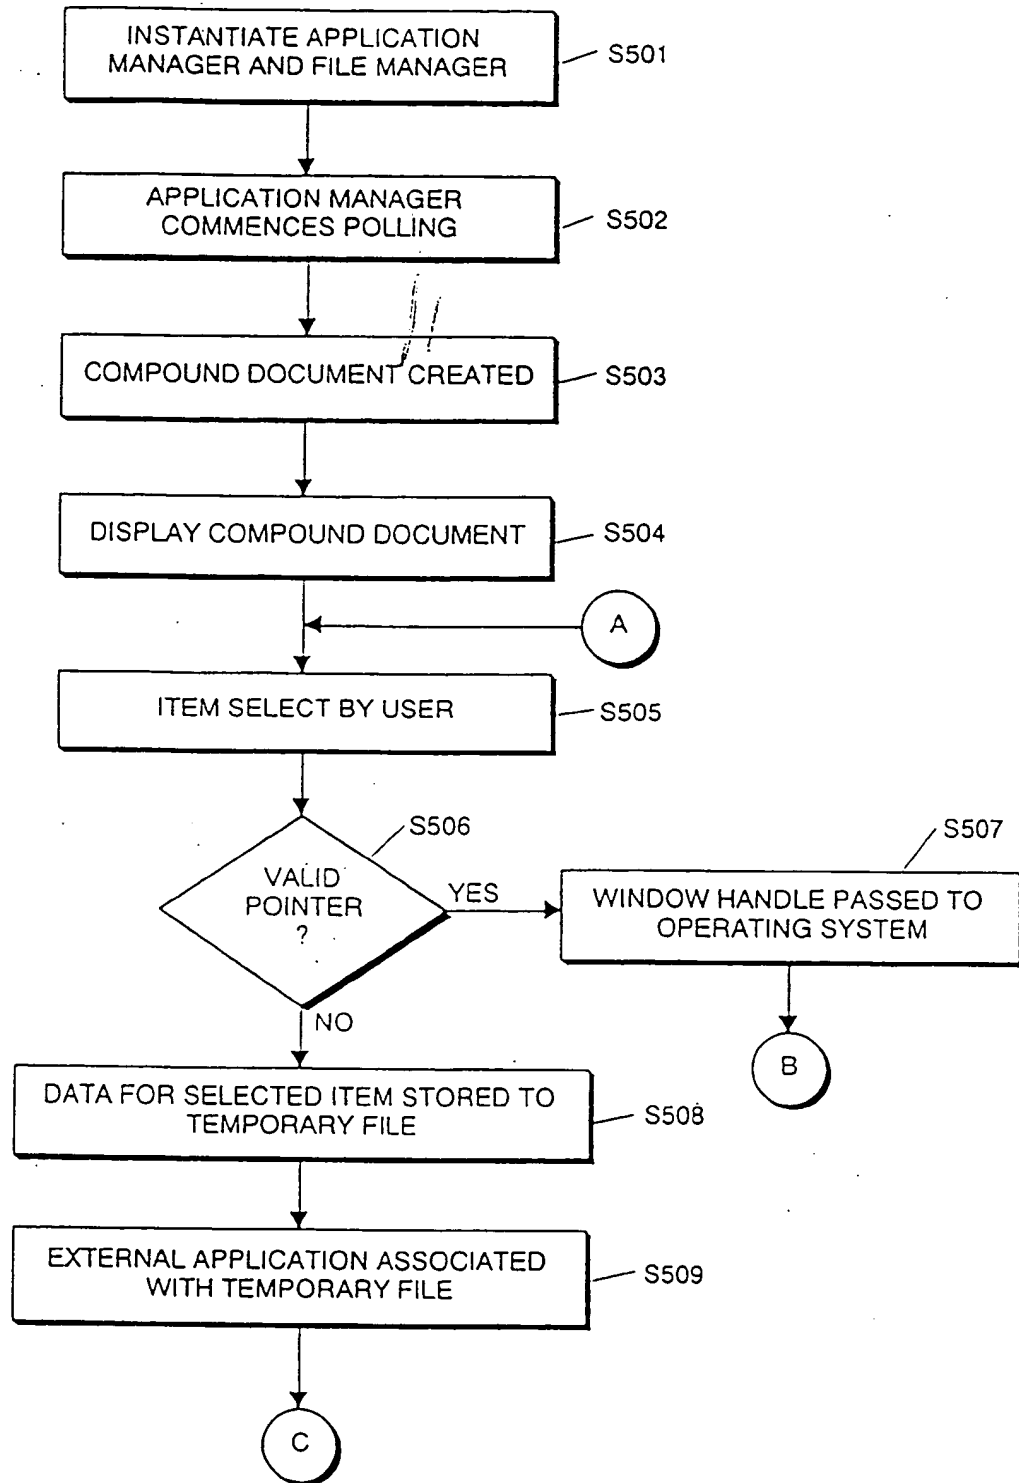 INSTANTIATE APPLICATION
MANAGER AND FILE MANAGER
S501
APPLICATION MANAGER
COMMENCES POLLING
S502
COMPOUND DOCUMENT CREATED
S503
DISPLAY COMPOUND DOCUMENT
S504
A
ITEM SELECT BY USER
S505
S506
VALID
POINTER
?
YES
S507
WINDOW HANDLE PASSED TO
OPERATING SYSTEM
NO
B
DATA FOR SELECTED ITEM STORED TO
TEMPORARY FILE
S508
EXTERNAL APPLICATION ASSOCIATED
WITH TEMPORARY FILE
S509
C